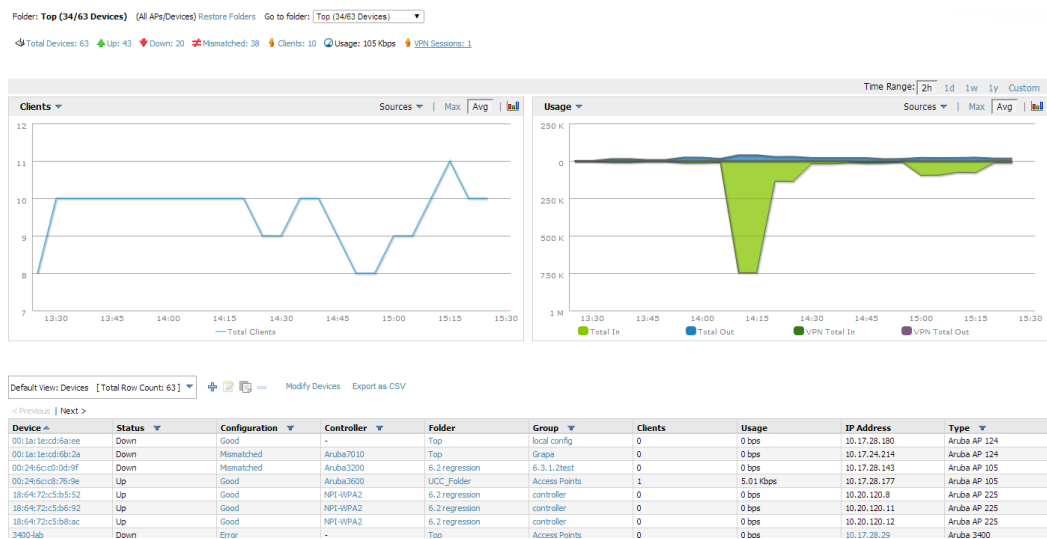 Folder: Top (34/63 Devices) (All APs/Devices) Restore Folders Go to folder: Top (34/63 Devices)
Total Devices: 63 Up: 43 Down: 20 Mismatched: 38 Clients: 10 Usage: 105 Kbps VPN Sessions: 1
Time Range: 2h 1d 1w 1y Custom
Clients Sources | Max Avg |
12
11
10
9
8
7
13:30 13:45 14:00 14:15 14:30 14:45 15:00 15:15 15:30
Total Clients
Usage Sources | Max Avg |
250 K
0
250 K
500 K
750 K
1 M
13:30 13:45 14:00 14:15 14:30 14:45 15:00 15:15 15:30
Total In Total Out VPN Total In VPN Total Out
Default View: Devices [Total Row Count: 63] Modify Devices Export as CSV
< Previous | Next >
Device Status Configuration Controller Folder Group Clients Usage IP Address Type
00:1a:1e:cd:6a:ee Down Good - Top local config 0 0 bps 10.17.28.180 Aruba AP 124
00:1a:1e:cd:6b:2a Down Mismatched Aruba7010 Top Grapa 0 0 bps 10.17.24.214 Aruba AP 124
00:24:6c:c0:0d:9f Down Mismatched Aruba3200 6.2 regression 6.3.1.2test 0 0 bps 10.17.28.143 Aruba AP 105
00:24:6c:c8:76:9e Up Good Aruba3600 UCC_Folder Access Points 1 5.01 Kbps 10.17.28.177 Aruba AP 105
18:64:72:c5:b5:52 Up Good NPI-WPA2 6.2 regression controller 0 0 bps 10.20.120.8 Aruba AP 225
18:64:72:c5:b6:92 Up Good NPI-WPA2 6.2 regression controller 0 0 bps 10.20.120.11 Aruba AP 225
18:64:72:c5:b8:ac Up Good NPI-WPA2 6.2 regression controller 0 0 bps 10.20.120.12 Aruba AP 225
3400-lab Down Error - Top Access Points 0 0 bps 10.17.28.29 Aruba 3400